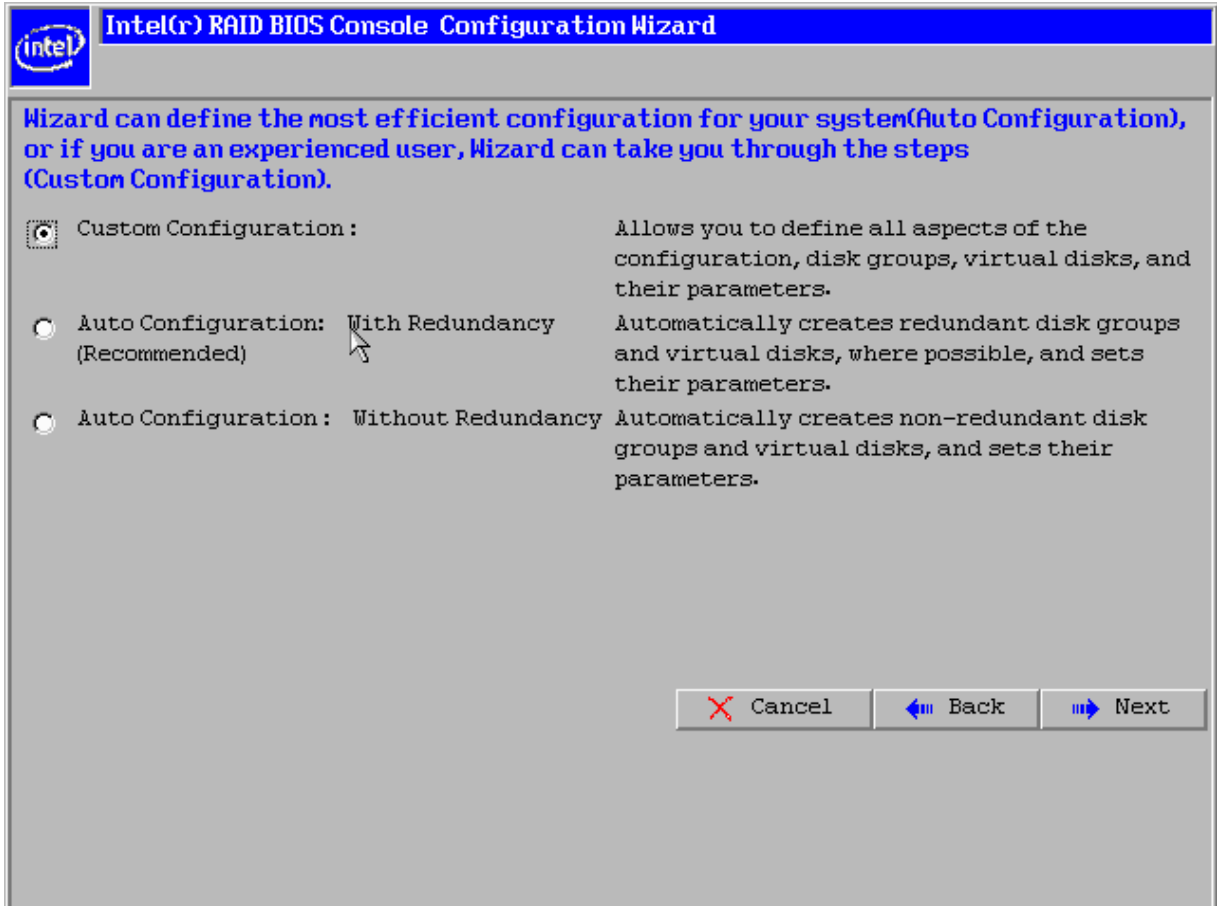 intel
Intel(r) RAID BIOS Console Configuration Wizard
Wizard can define the most efficient configuration for your system(Auto Configuration),
or if you are an experienced user, Wizard can take you through the steps
(Custom Configuration).
Custom Configuration :
Allows you to define all aspects of the
configuration, disk groups, virtual disks, and
their parameters.
Auto Configuration: With Redundancy
(Recommended)
Automatically creates redundant disk groups
and virtual disks, where possible, and sets
their parameters.
Auto Configuration : Without Redundancy
Automatically creates non-redundant disk
groups and virtual disks, and sets their
parameters.
Cancel
Back
Next